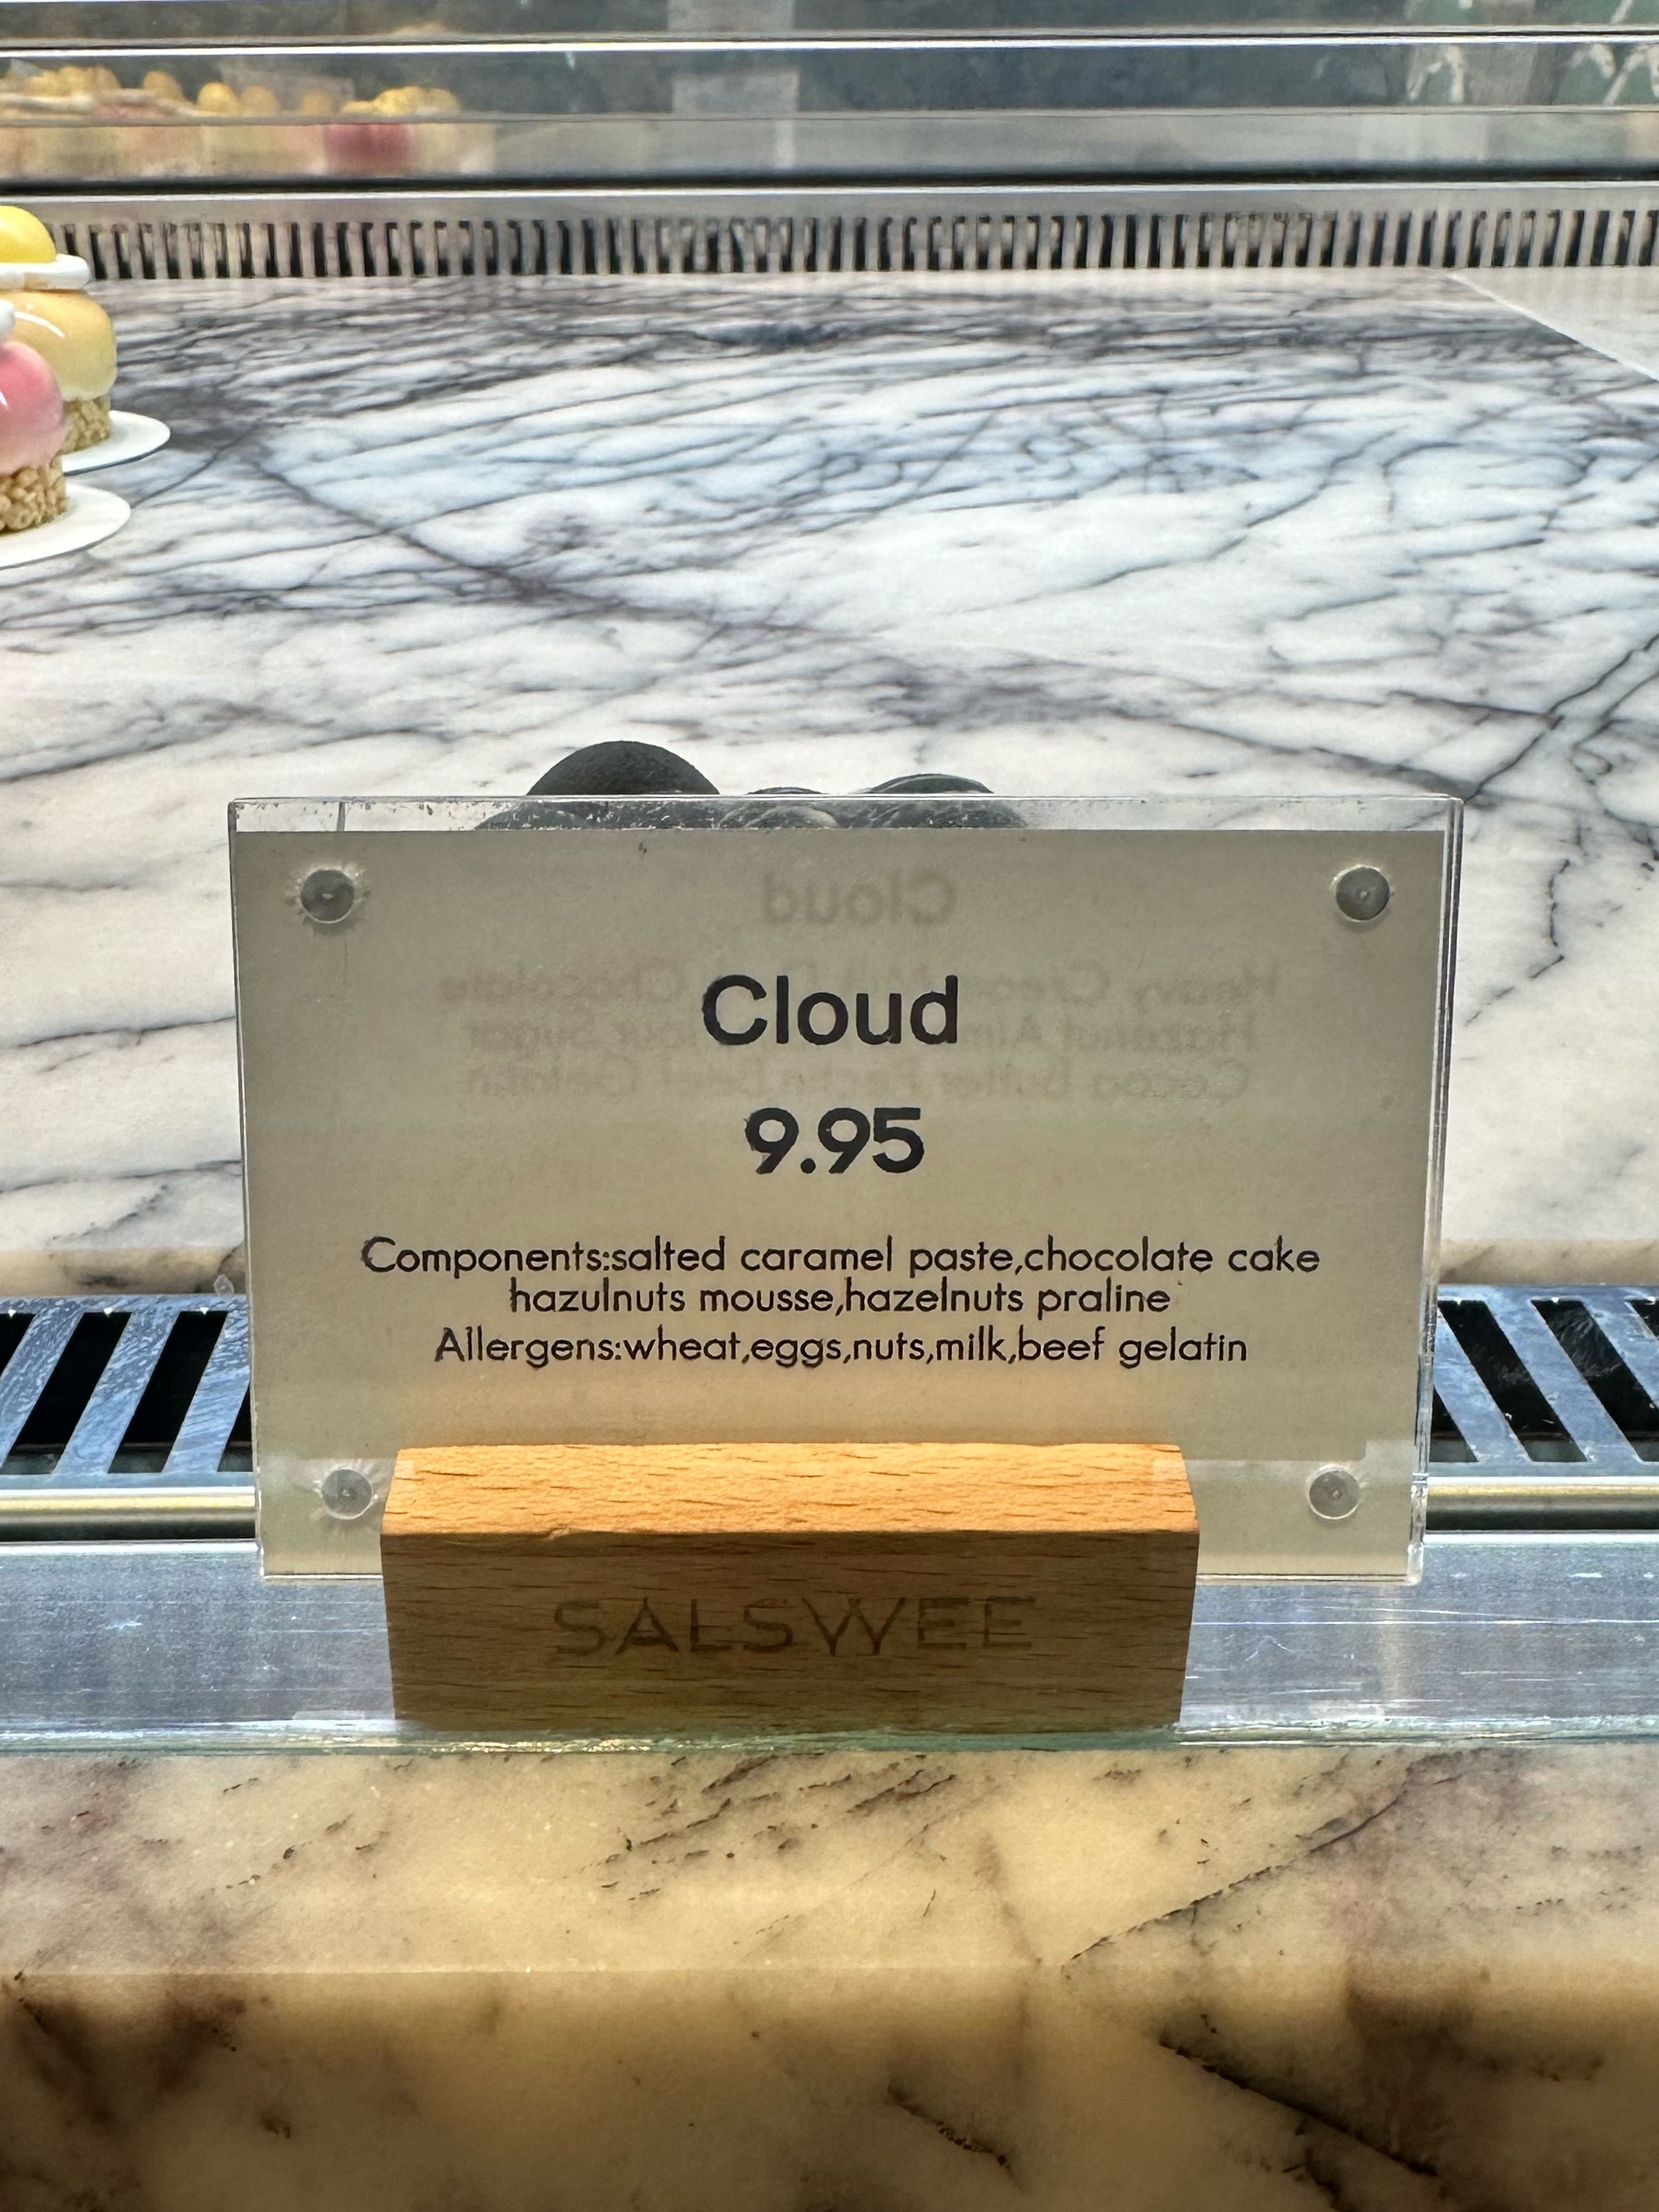 Cloud
9.95
Components:salted caramel paste,chocolate cake
hazulnuts mousse,hazelnuts praline
Allergens:wheat,eggs,nuts,milk,beef gelatin
SALSWEE